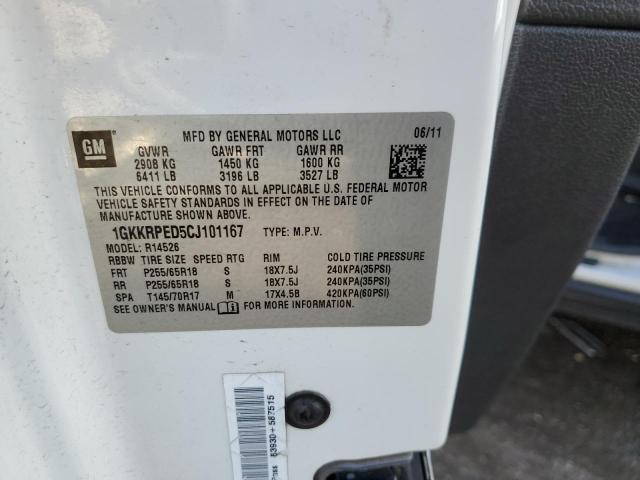 GM
MFD BY GENERAL MOTORS LLC 06/11
GVWR GAWR FRT GAWR RR
2908 KG 1450 KG 1600 KG
6411 LB 3196 LB 3527 LB
THIS VEHICLE CONFORMS TO ALL APPLICABLE U.S. FEDERAL MOTOR
VEHICLE SAFETY STANDARDS IN EFFECT ON THE DATE OF
MANUFACTURE SHOWN ABOVE.
1GKKRPED5CJ101167 TYPE: M.P.V.
MODEL: R14526
RBBW TIRE SIZE SPEED RTG RIM COLD TIRE PRESSURE
FRT P255/65R18 S 18X7.5J 240KPA(35PSI)
RR P255/65R18 S 18X7.5J 240KPA(35PSI)
SPA T145/70R17 M 17X4.5B 420KPA(60PSI)
SEE OWNER'S MANUAL FOR MORE INFORMATION.
63930+587515